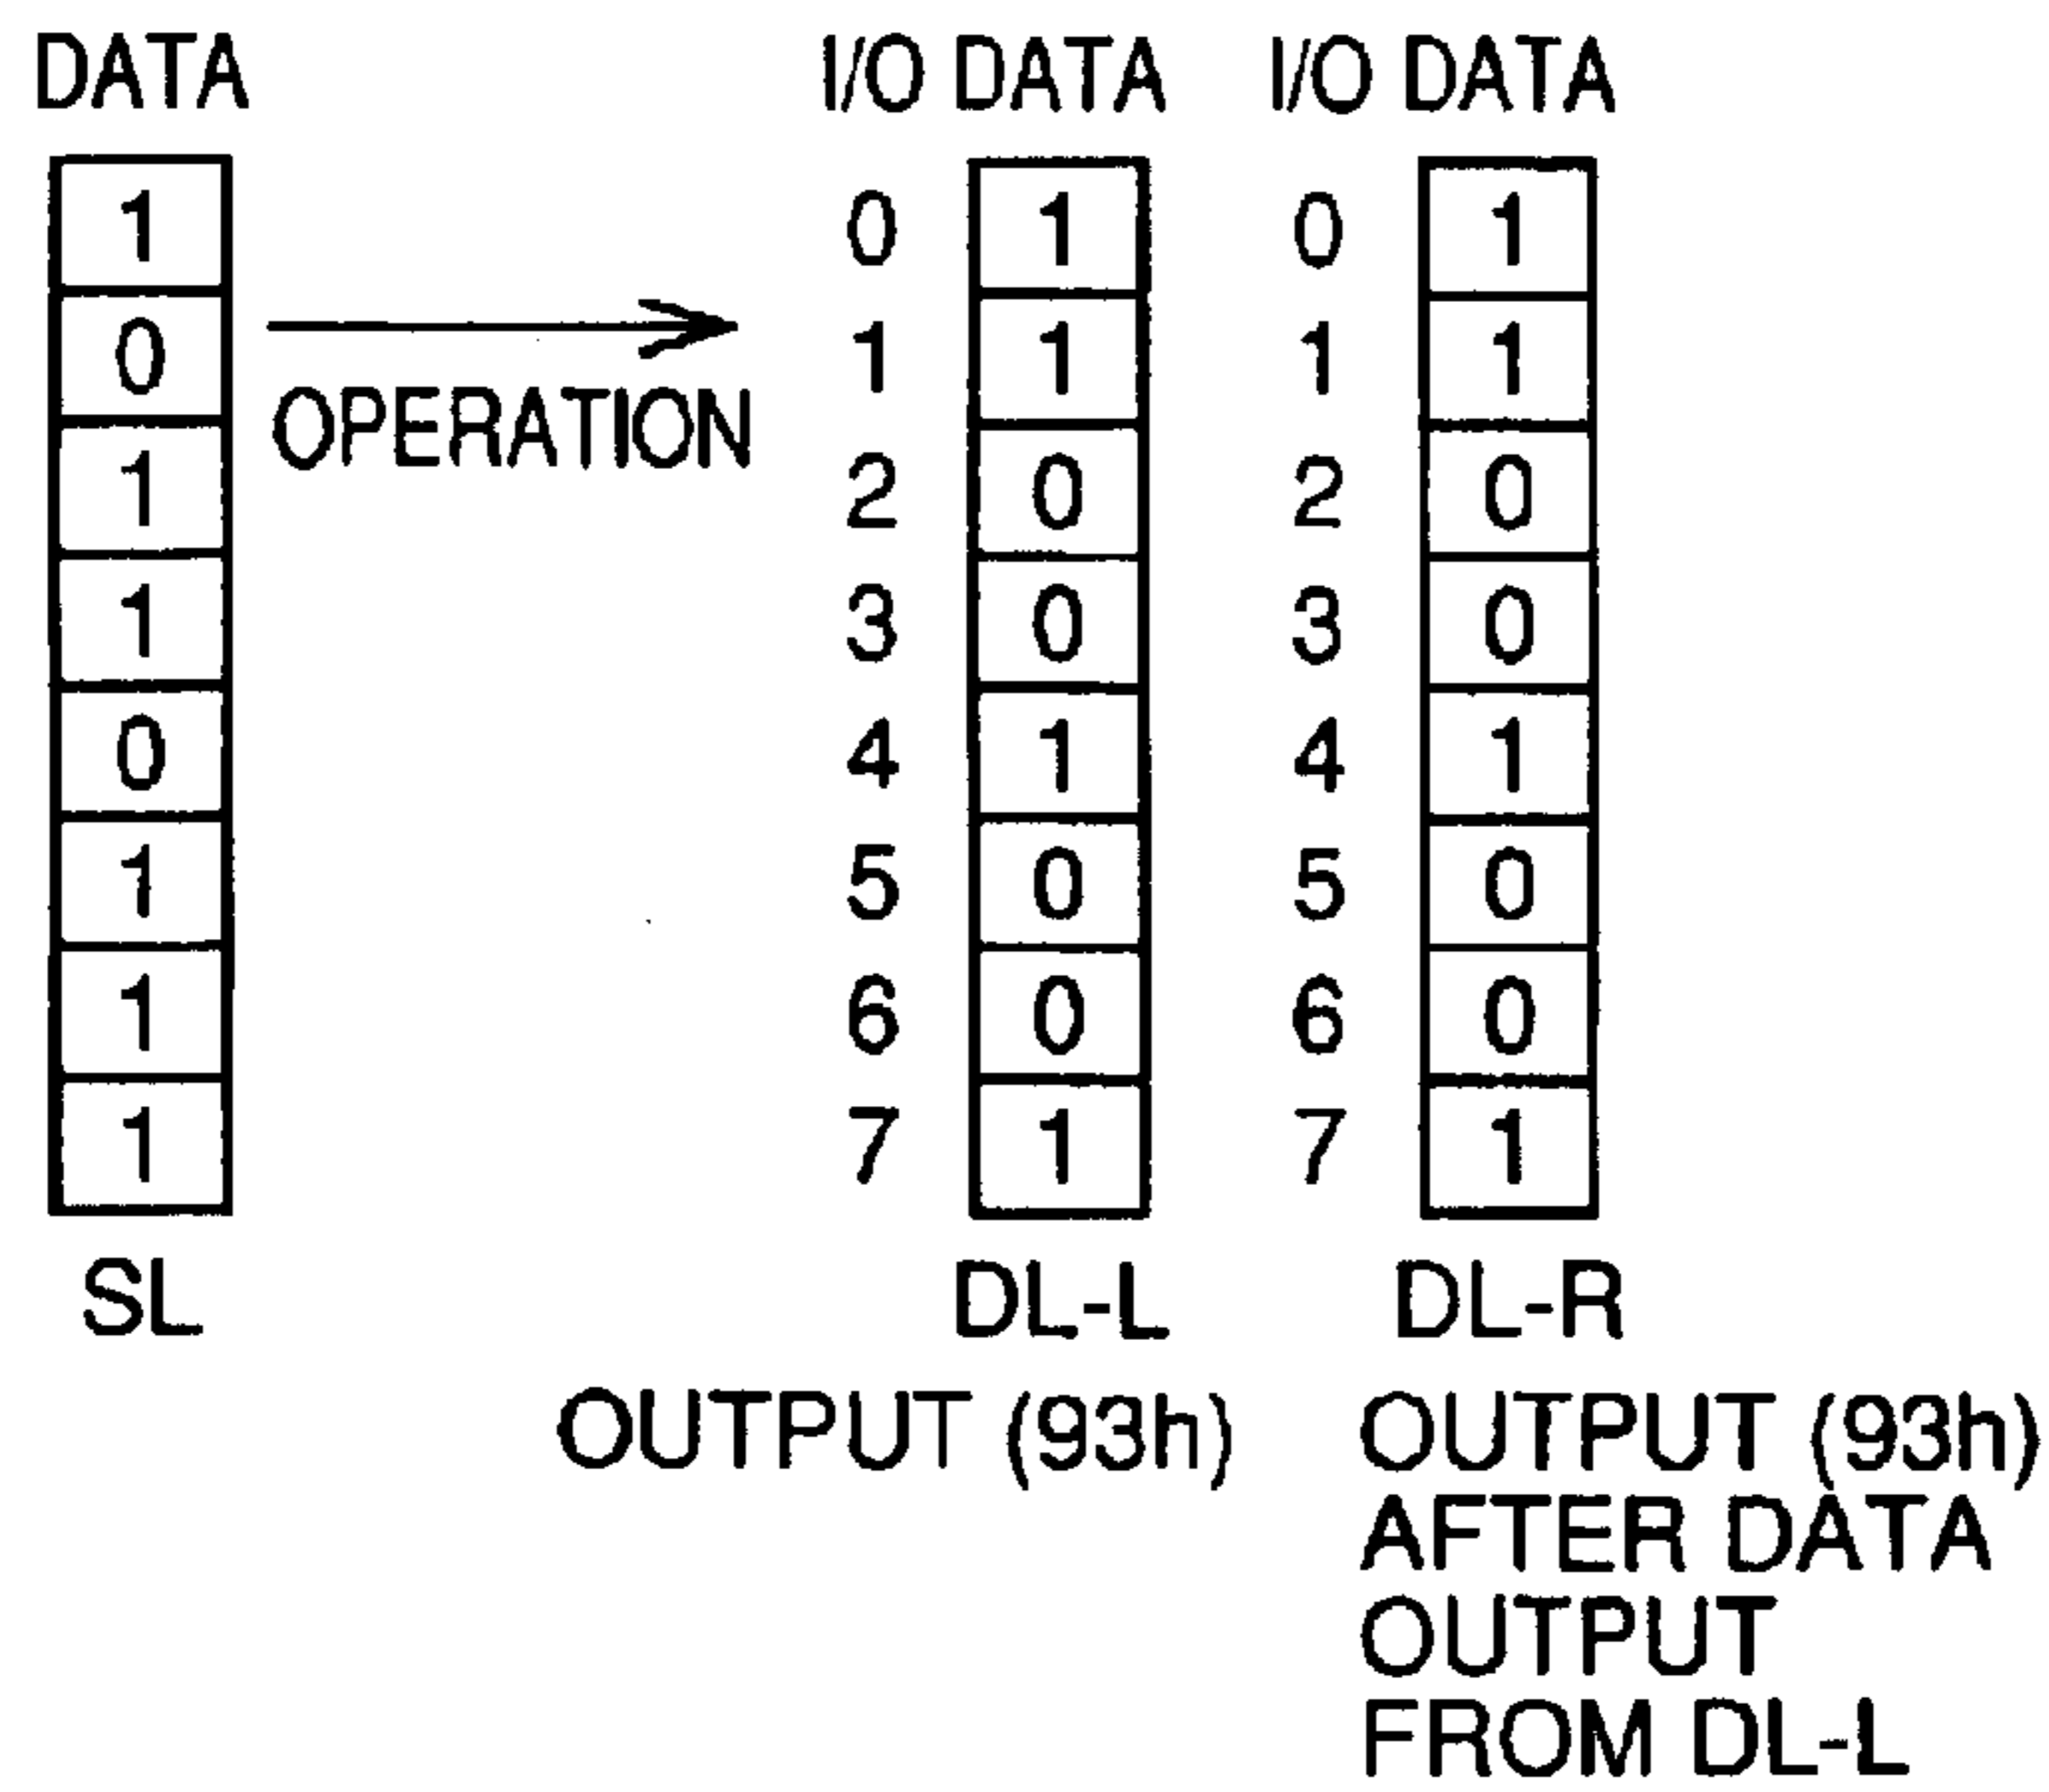 DATA I/O DATA I/O DATA
1 0 1 0 1
0 1 1 1 1
OPERATION
1 2 0 2 0
1 3 0 3 0
0 4 1 4 1
1 5 0 5 0
1 6 0 6 0
1 7 1 7 1
SL DL-L DL-R
OUTPUT (93h) OUTPUT (93h)
AFTER DATA
OUTPUT
FROM DL-L